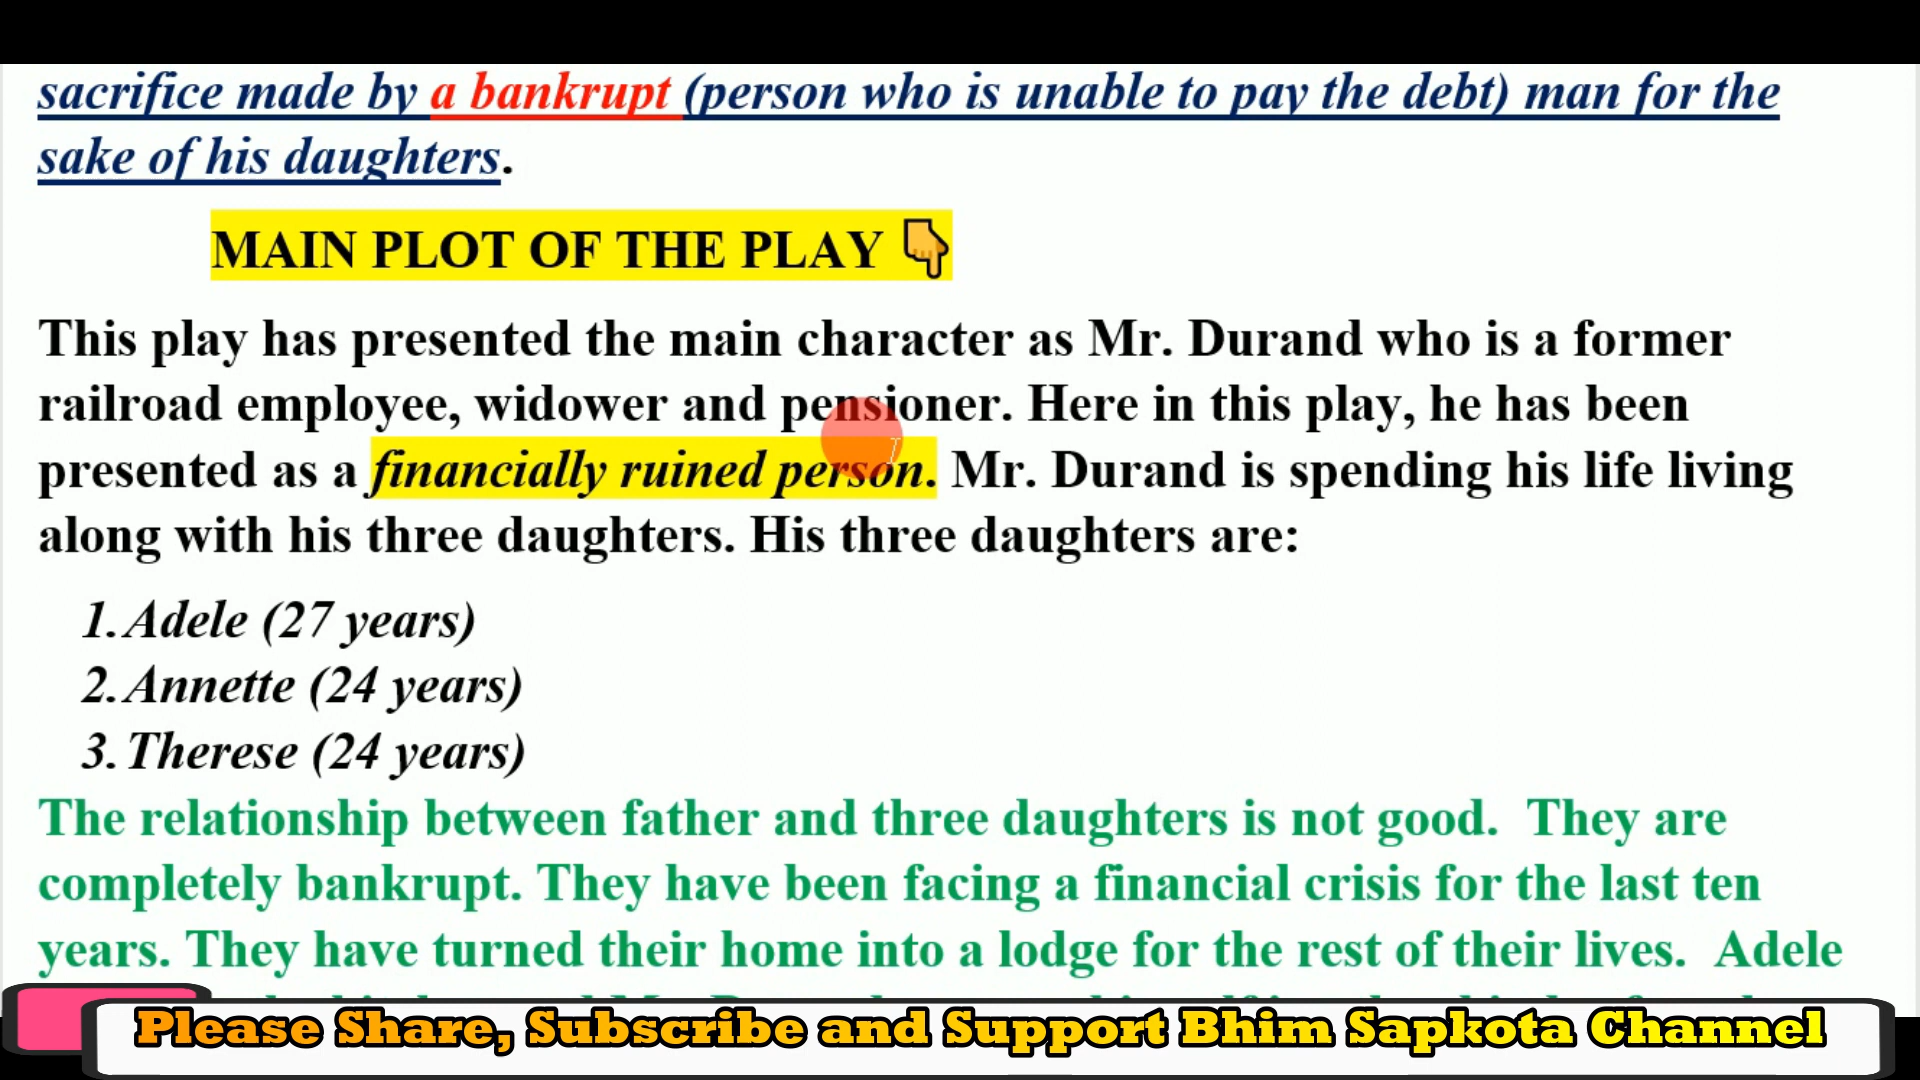 sacrifice made by a bankrupt (person who is unable to pay the debt) man for the
sake of his daughters.
MAIN PLOT OF THE PLAY 👇
This play has presented the main character as Mr. Durand who is a former
railroad employee, widower and pensioner. Here in this play, he has been
presented as a financially ruined person. Mr. Durand is spending his life living
along with his three daughters. His three daughters are:
1. Adele (27 years)
2. Annette (24 years)
3. Therese (24 years)
The relationship between father and three daughters is not good.  They are
completely bankrupt. They have been facing a financial crisis for the last ten
years. They have turned their home into a lodge for the rest of their lives.  Adele
Please Share, Subscribe and Support Bhim Sapkota Channel